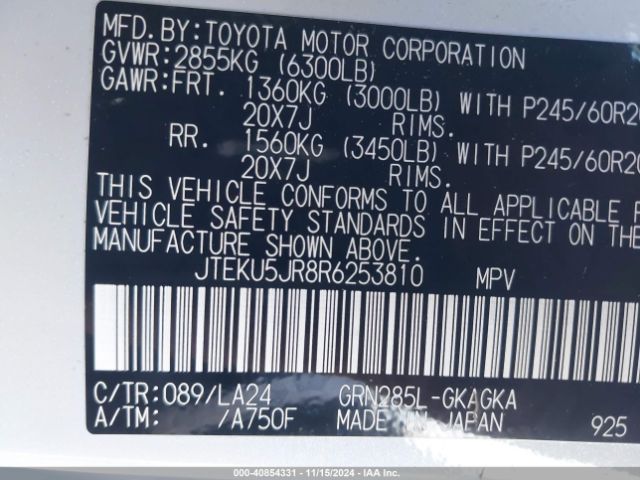 MFD.BY:TOYOTA MOTOR CORPORATION
GVWR:2855KG (6300LB)
GAWR:FRT. 1360KG (3000LB) WITH P245/60R20
20X7J RIMS.
RR. 1560KG (3450LB) WITH P245/60R20
20X7J RIMS.
THIS VEHICLE CONFORMS TO ALL APPLICABLE
VEHICLE SAFETY STANDARDS IN EFFECT ON THE
MANUFACTURE SHOWN ABOVE.
JTEKU5JR8R6253810 MPV
C/TR:089/LA24 GRN285L-GKAGKA
A/TM: /A750F MADE IN JAPAN 925
000-40854331 - 11/15/2024 - IAA Inc.